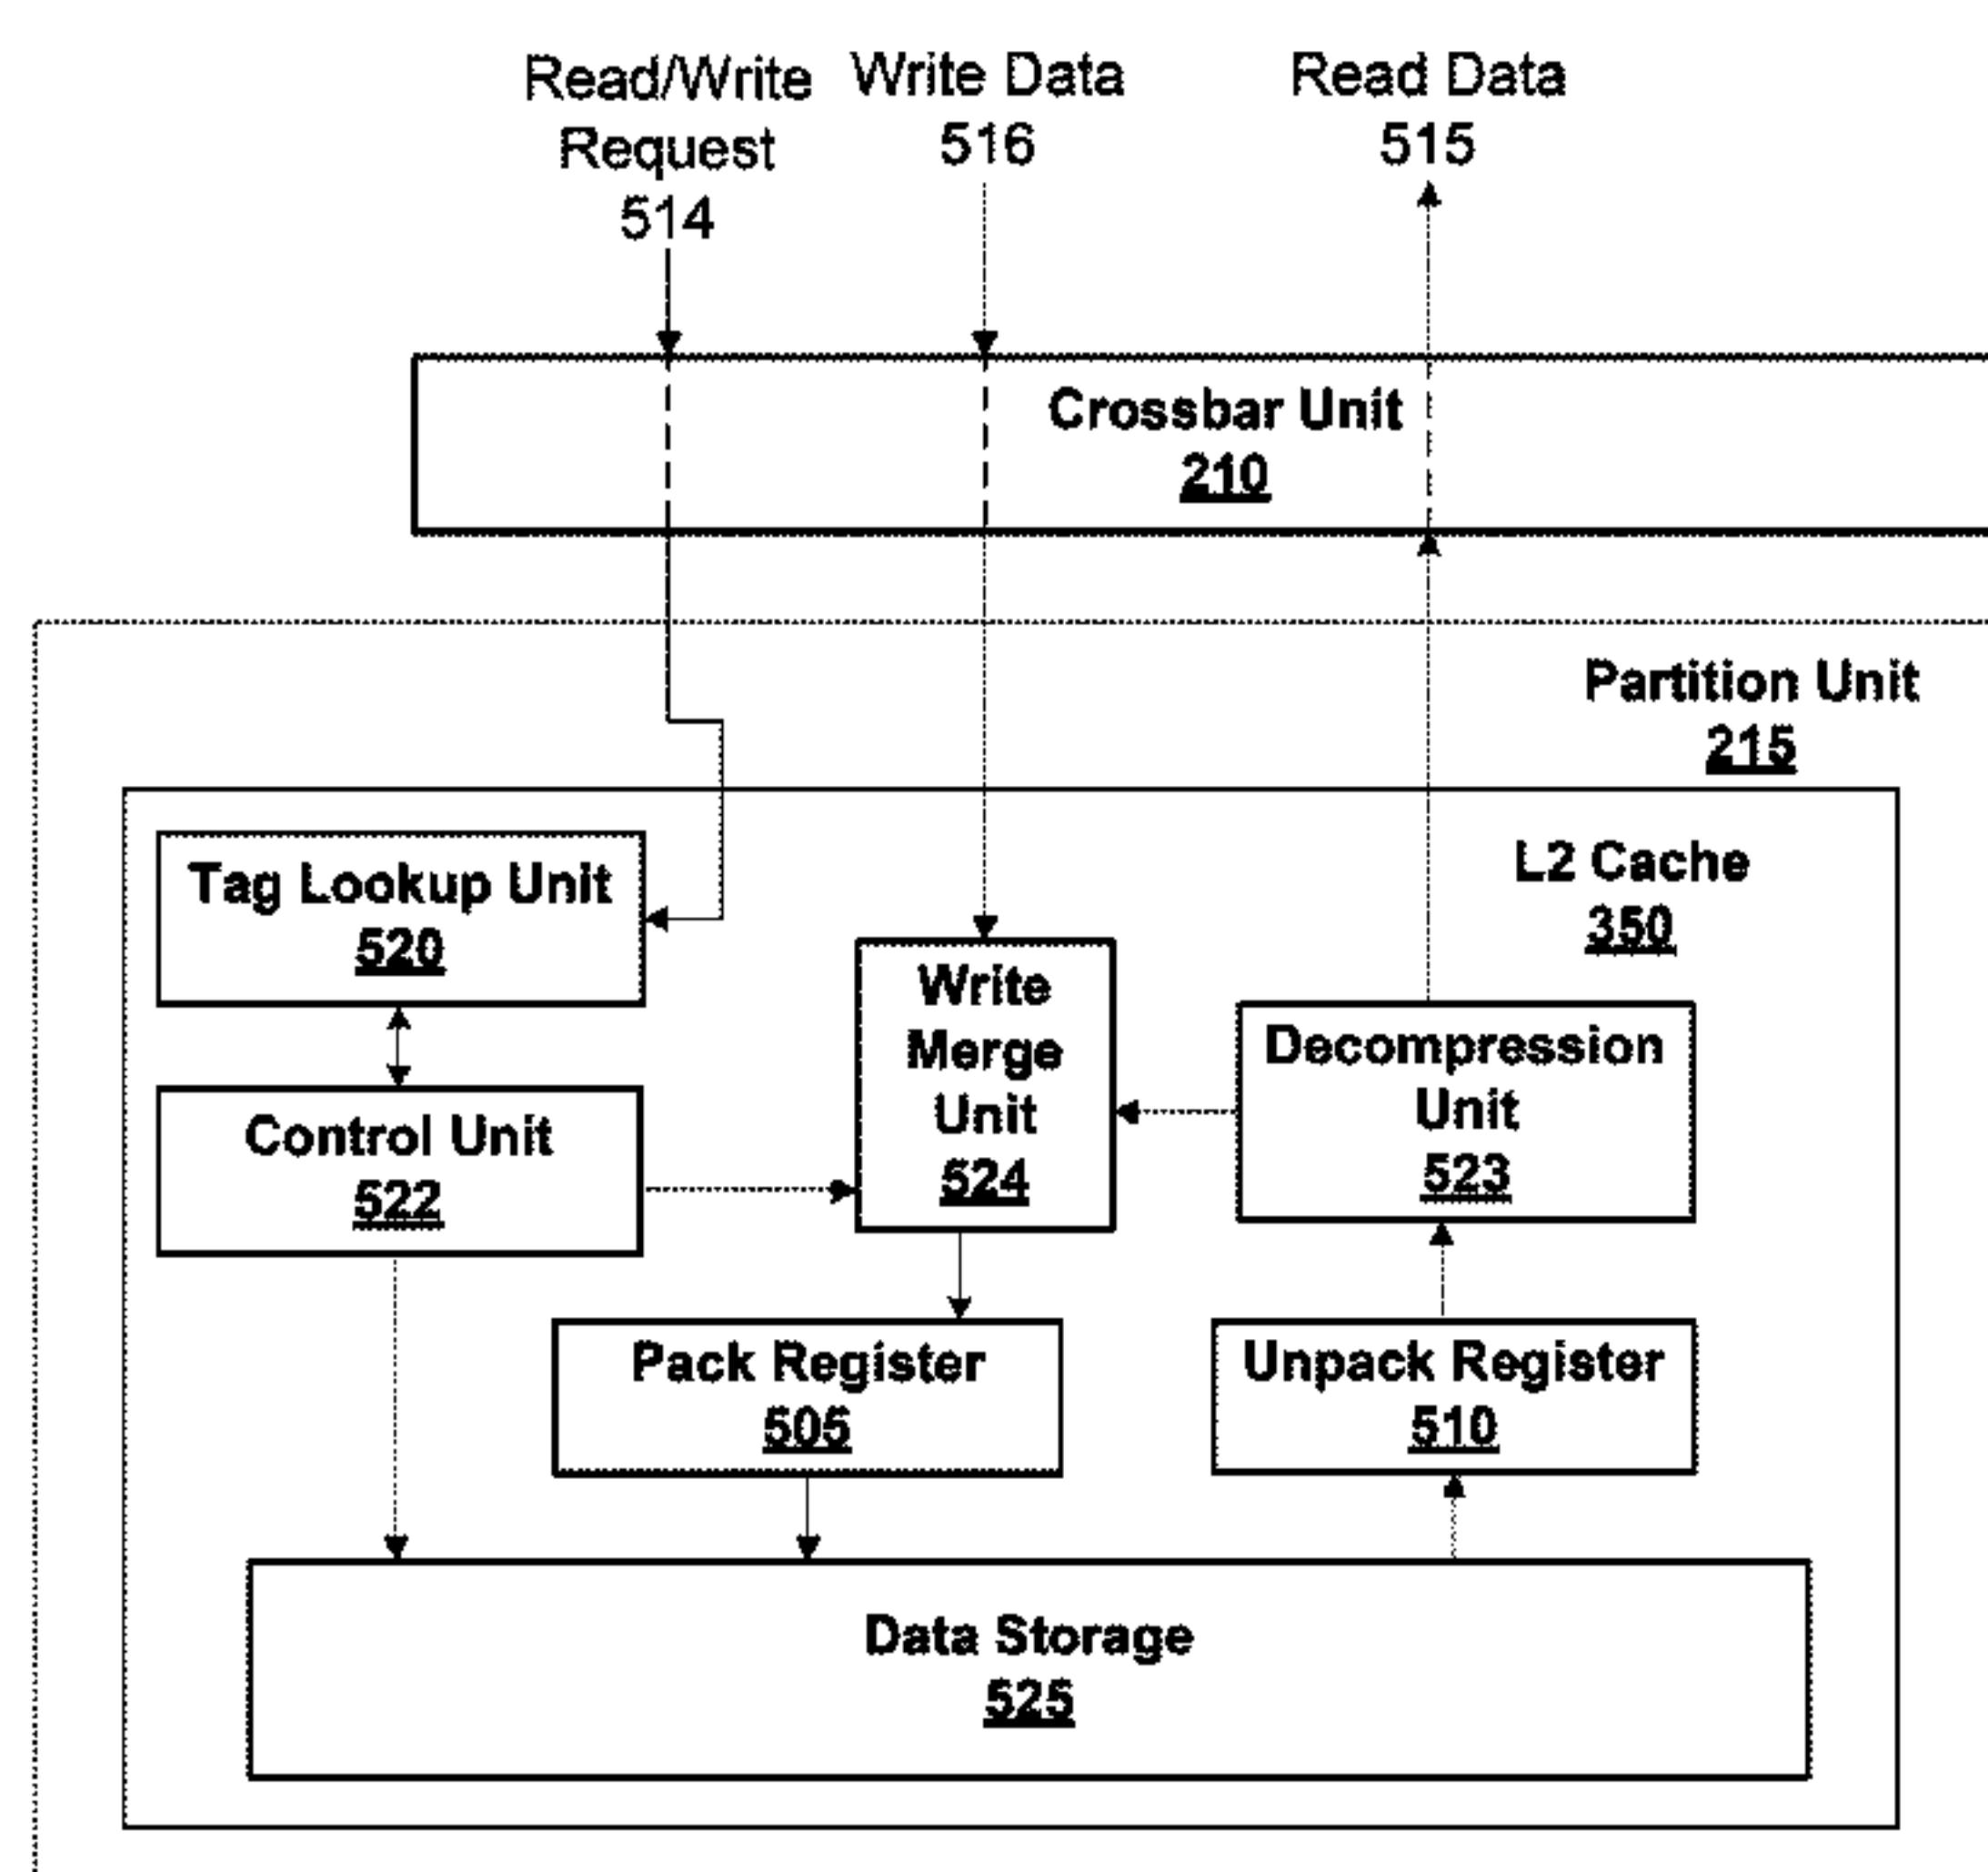 Read/Write
Request
514
Write Data
516
Read Data
515
Crossbar Unit
210
Partition Unit
215
L2 Cache
350
Tag Lookup Unit
520
Write
Merge
Unit
524
Decompression
Unit
523
Control Unit
522
Pack Register
505
Unpack Register
510
Data Storage
525